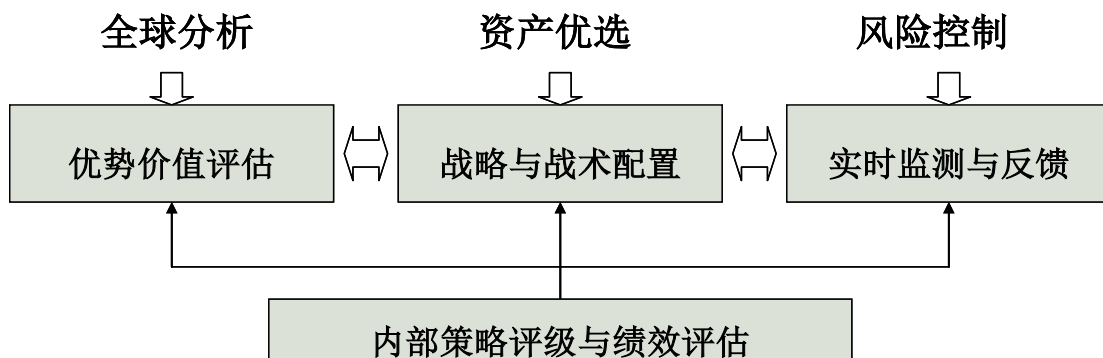 全球分析
资产优选
风险控制
优势价值评估
战略与战术配置
实时监测与反馈
内部策略评级与绩效评估